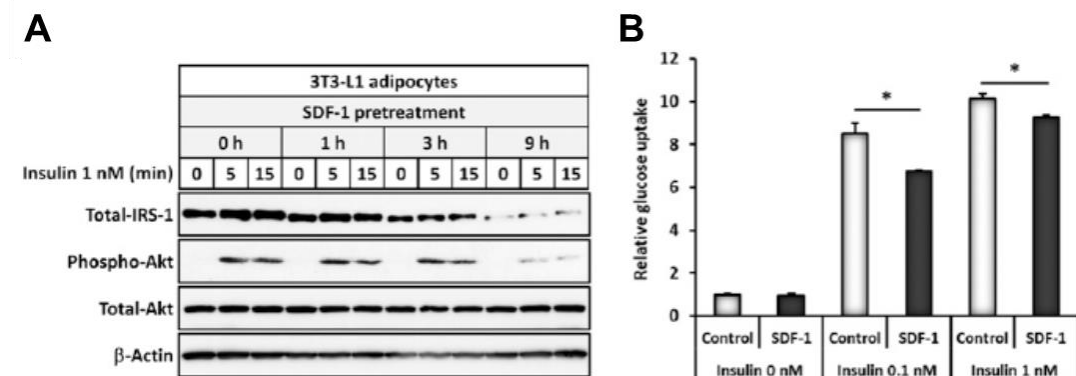 A
3T3-L1 adipocytes
SDF-1 pretreatment
0 h 1 h 3 h 9 h
Insulin 1 nM (min) 0 5 15 0 5 15 0 5 15 0 5 15
Total-IRS-1
Phospho-Akt
Total-Akt
β-Actin
B
Relative glucose uptake
12
10
8
6
4
2
0
*
*
Control SDF-1 Control SDF-1 Control SDF-1
Insulin 0 nM Insulin 0.1 nM Insulin 1 nM